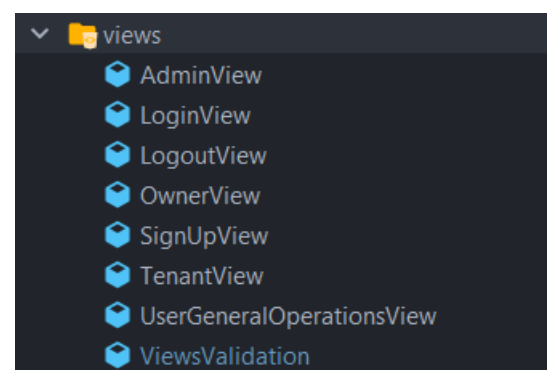 views
AdminView
LoginView
LogoutView
OwnerView
SignUpView
TenantView
UserGeneralOperationsView
ViewsValidation